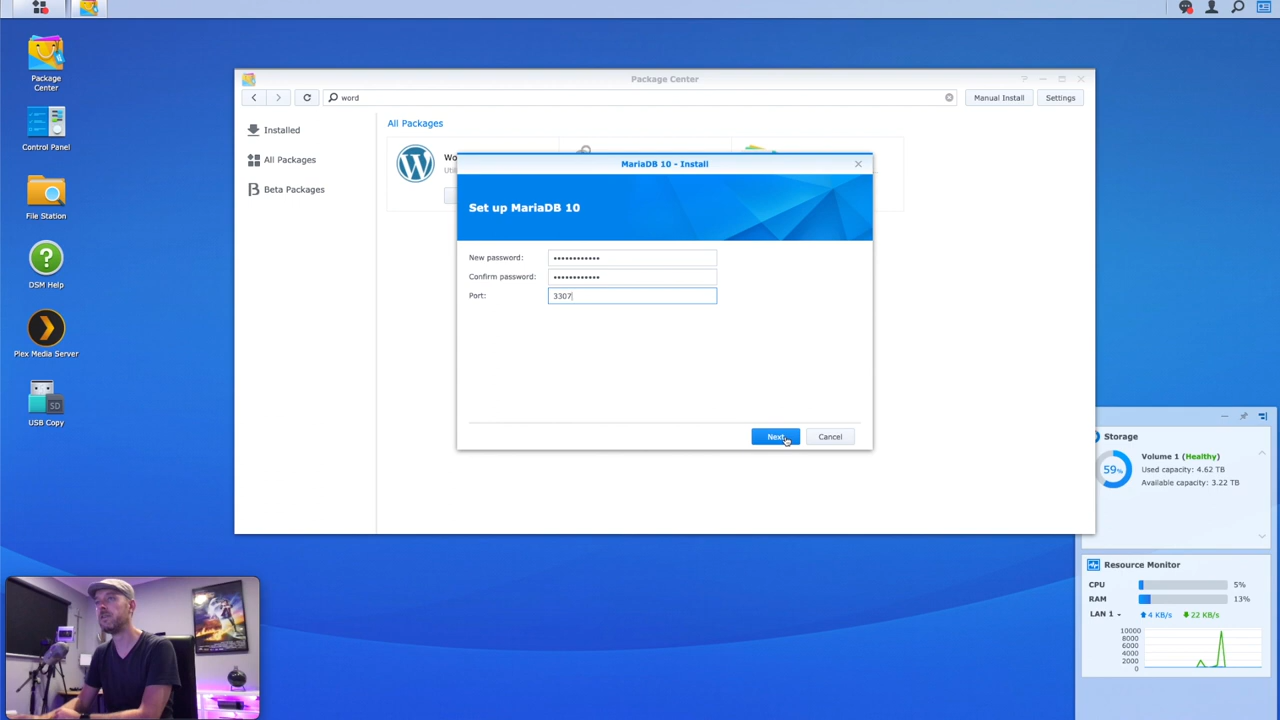 Package Center
word
Manual Install
Settings
Package
Center
Control Panel
File Station
DSM Help
Plex Media Server
SD
USB Copy
Installed
All Packages
Beta Packages
All Packages
Wo
Uti
MariaDB 10 - Install
Set up MariaDB 10
New password: ••••••••••••
Confirm password: ••••••••••••
Port: 3307
Next
Cancel
Storage
59%
Volume 1 (Healthy)
Used capacity: 4.62 TB
Available capacity: 3.22 TB
Resource Monitor
CPU 5%
RAM 13%
LAN 1 4 KB/s 22 KB/s
10000
8000
6000
4000
2000
0